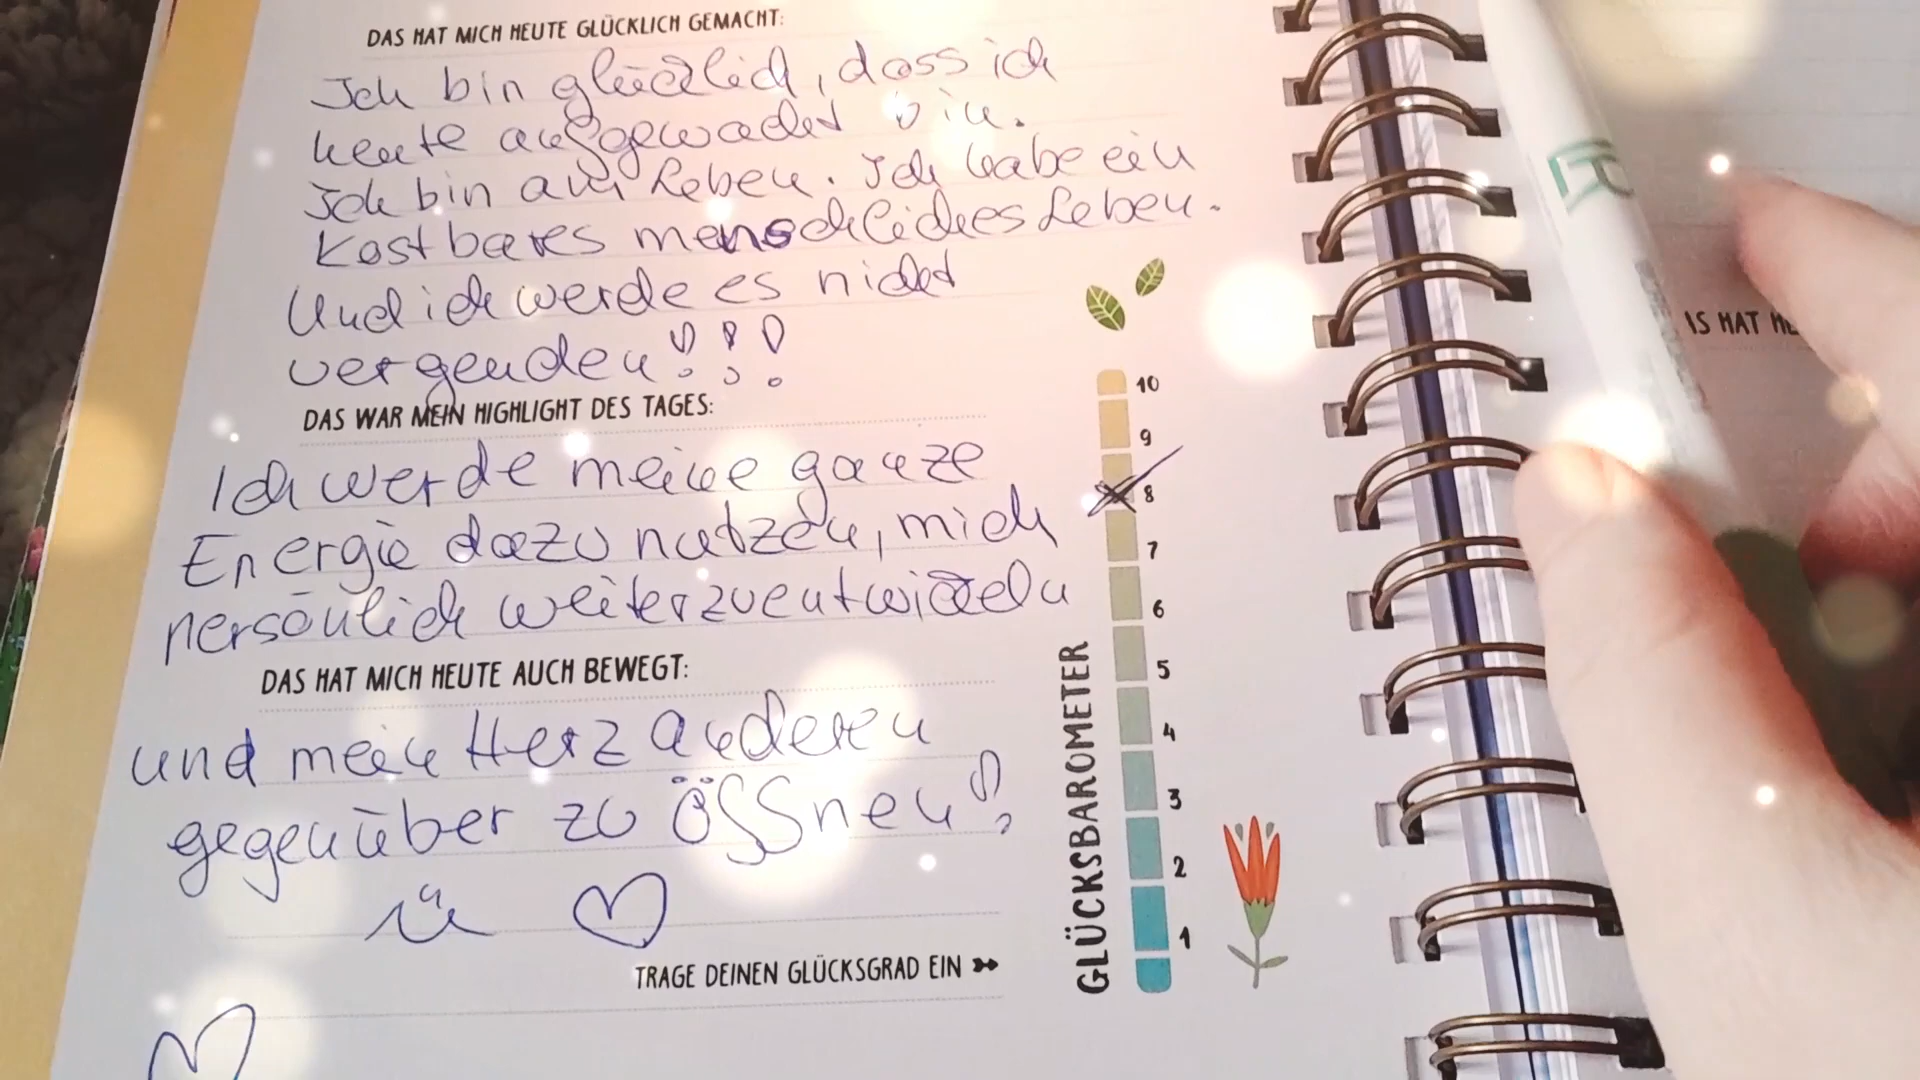 DAS HAT MICH HEUTE GLÜCKLICH GEMACHT:
Ich bin glücklich, dass ich
heute aufgewacht bin.
Ich bin am Leben. Ich habe ein
kostbares menschliches Leben.
Und ich werde es nicht
vergeuden!!!
DAS WAR MEIN HIGHLIGHT DES TAGES:
Ich werde meine ganze
Energie dazu nutzen, mich
persönlich weiterzuentwickeln
DAS HAT MICH HEUTE AUCH BEWEGT:
und mein Herz anderen
gegenüber zu öffnen!
TRAGE DEINEN GLÜCKSGRAD EIN
GLÜCKSBAROMETER
10
9
8
7
6
5
4
3
2
1
IS HAT